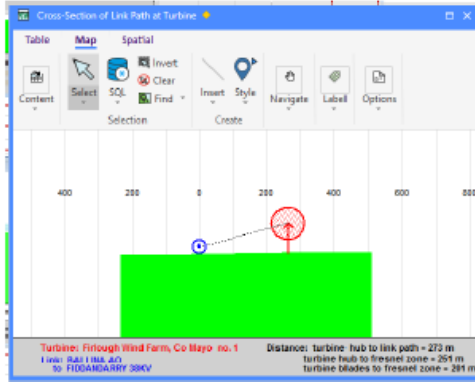 Cross-Section of Link Path at Turbine
Table Map Spatial
Content
Select
SQL
Invert
Clear
Find
Insert
Style
Navigate
Label
Options
Selection
Create
400 200 0 200 400 600 800
Turbine: Firlough Wind Farm, Co Mayo no. 1
Link: BALLINA AO
to FIDDANDARRY 38KV
Distance: turbine hub to link path = 273 m
turbine hub to fresnel zone = 261 m
turbine blades to fresnel zone = 201 m